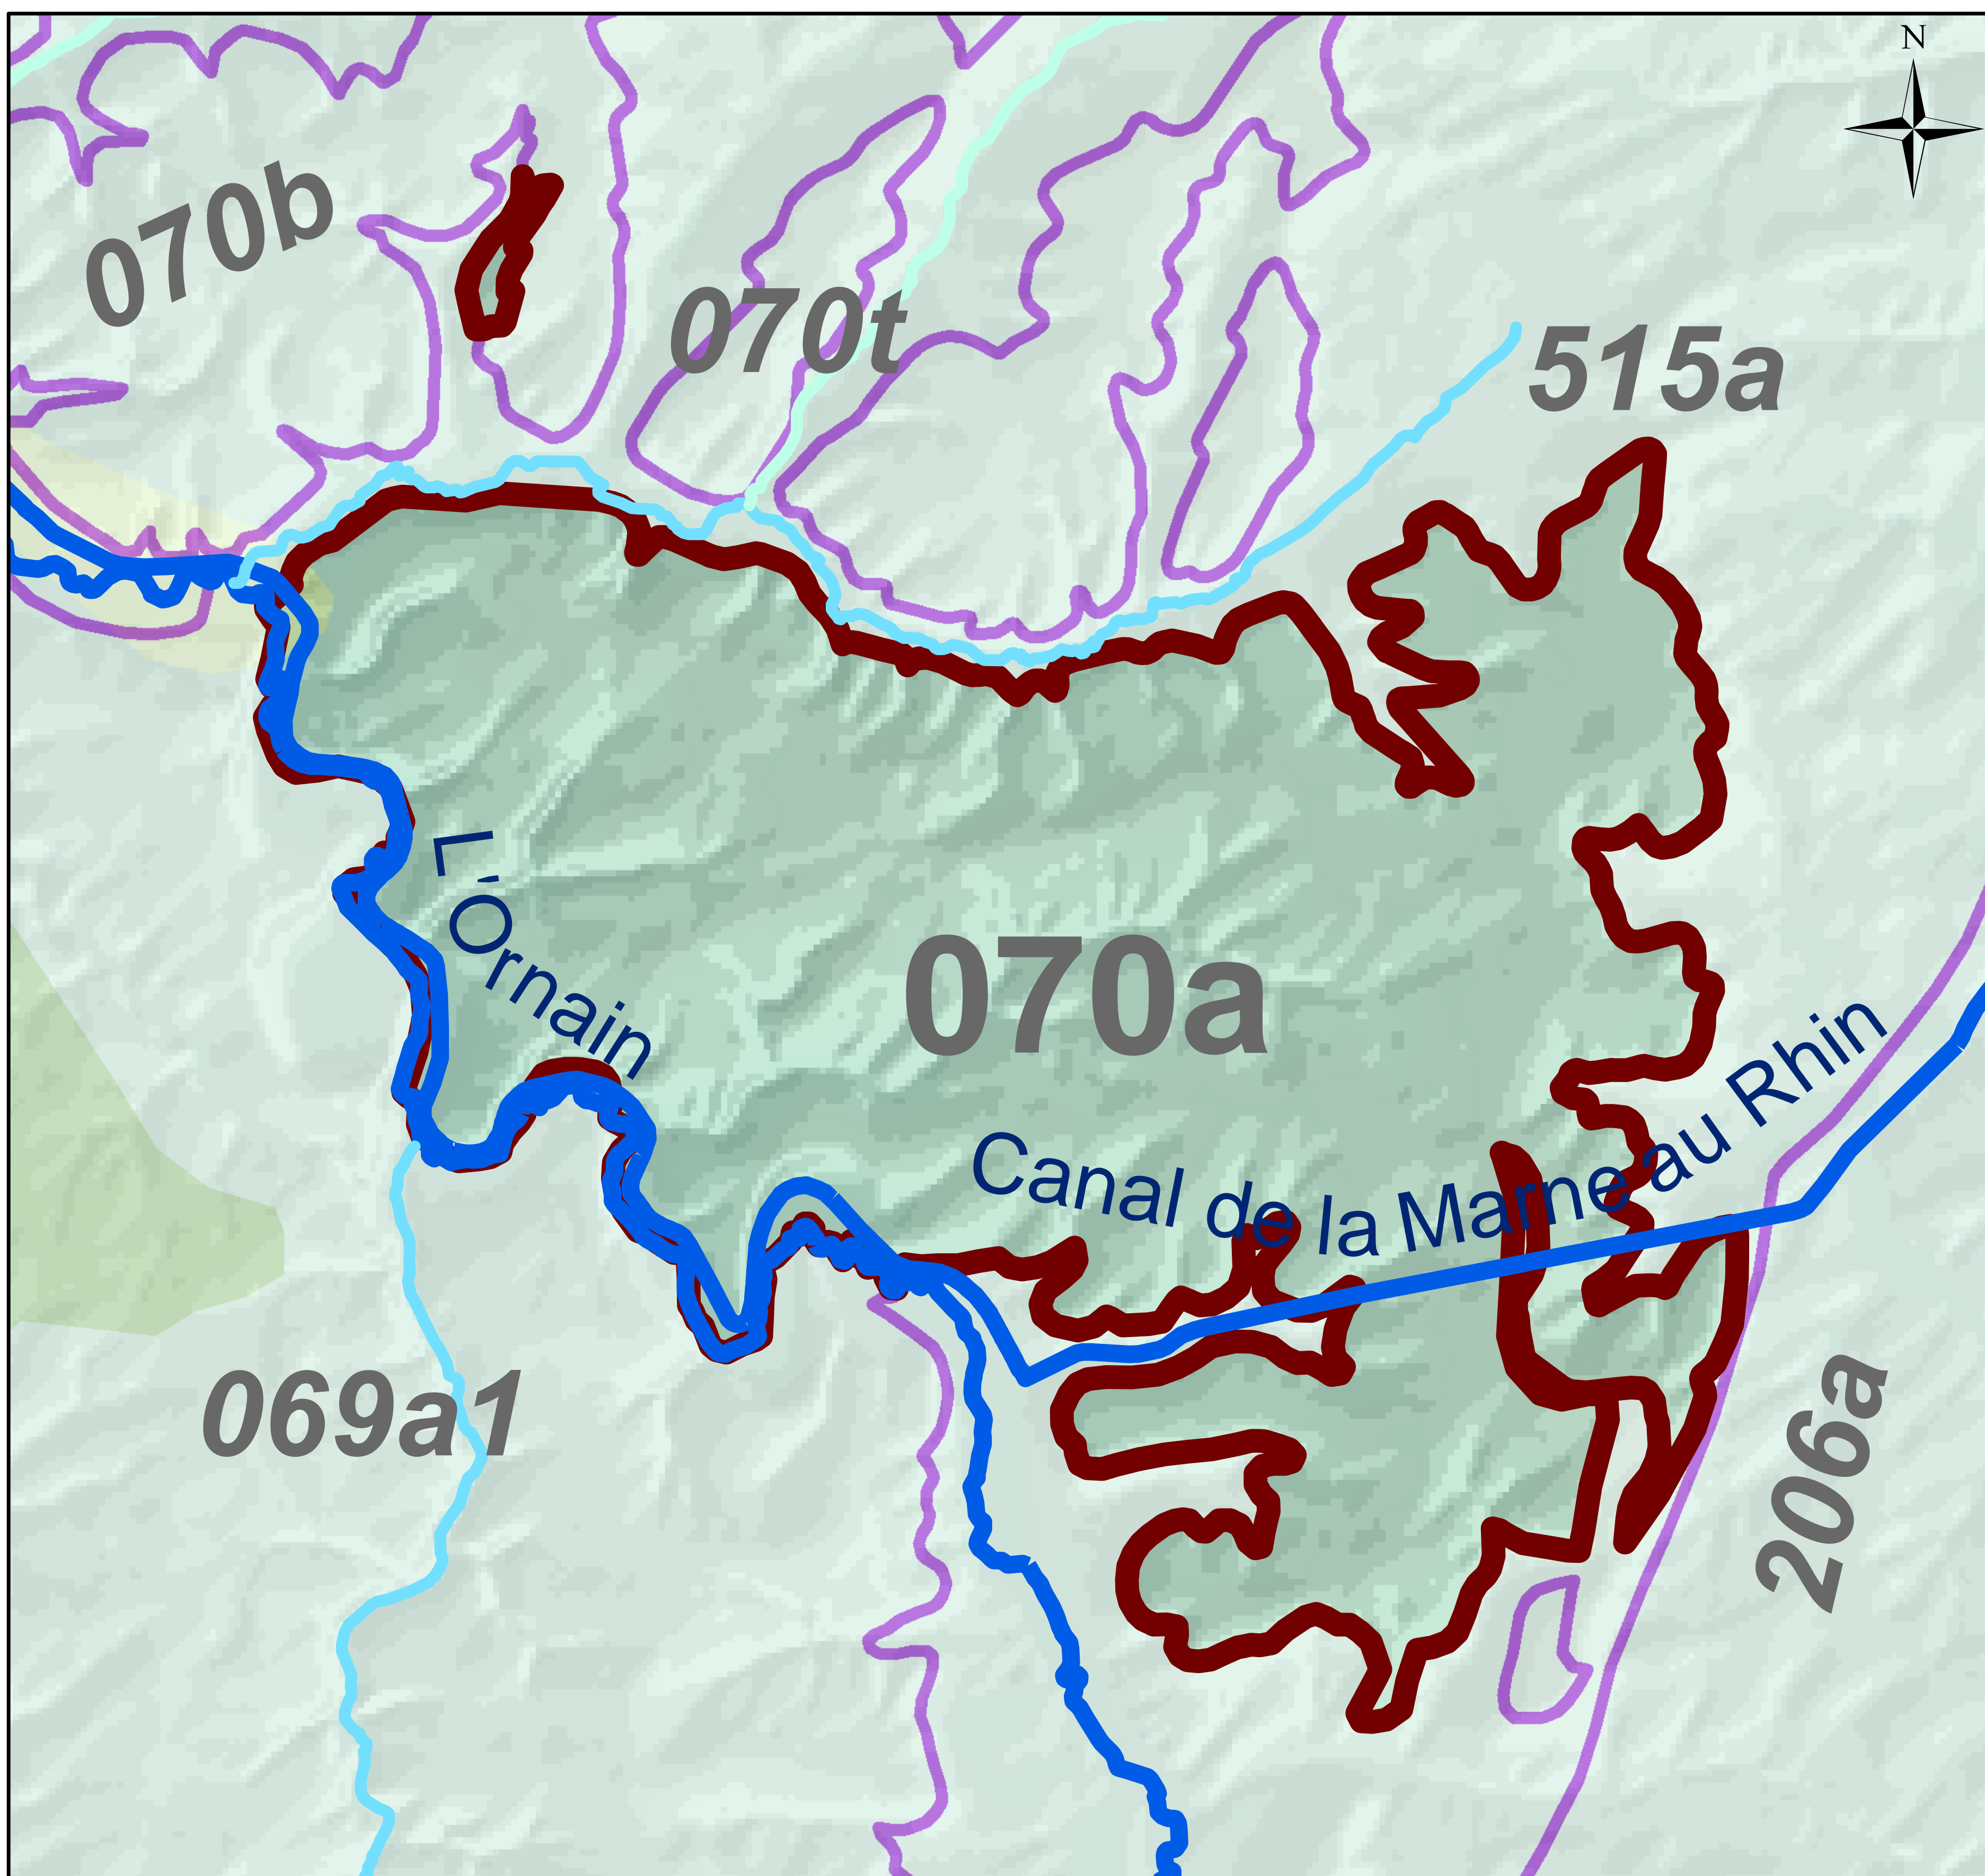 N
070b
070t
515a
L'Ornain
070a
Canal de la Marne au Rhin
069a1
206a